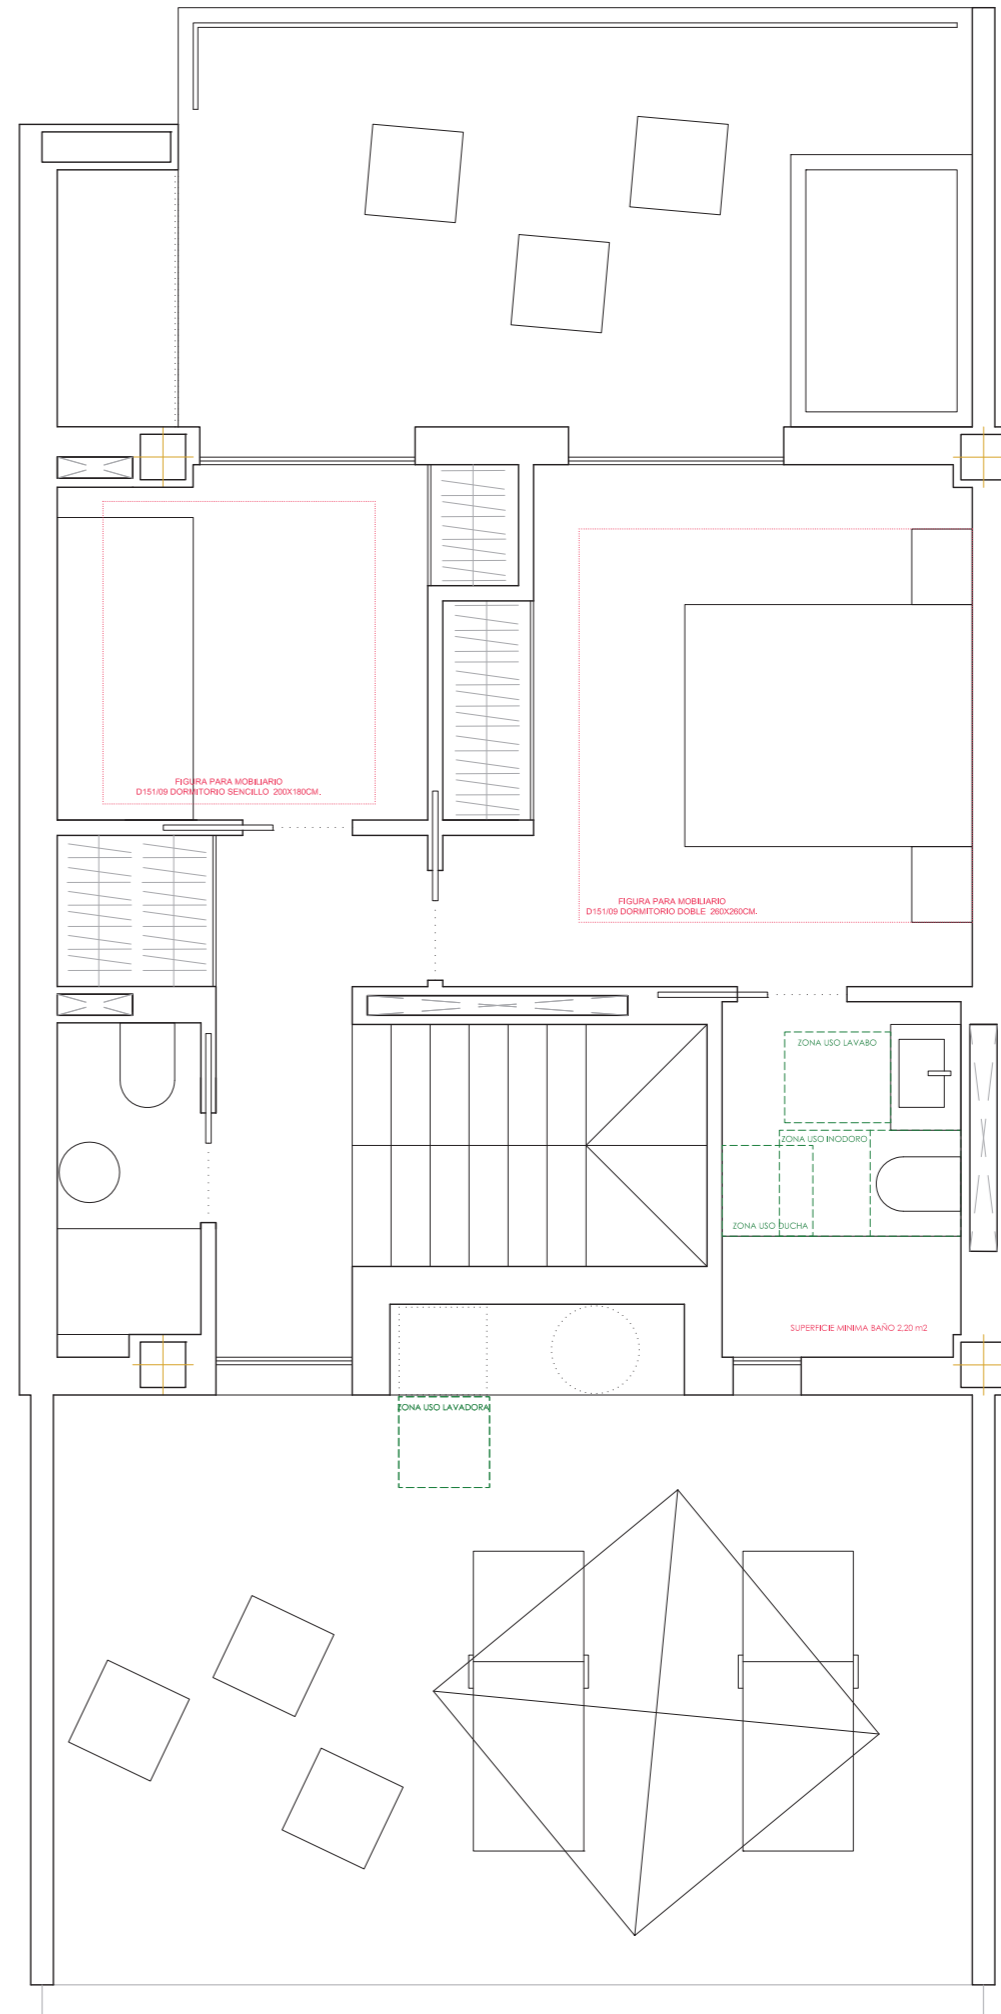 FIGURA PARA MOBILIARIO
D151/09 DORMITORIO SENCILLO 200X180CM.
FIGURA PARA MOBILIARIO
D151/09 DORMITORIO DOBLE 260X260CM.
ZONA USO LAVABO
ZONA USO INODORO
ZONA USO DUCHA
SUPERFICIE MINIMA BAÑO 2,20 m2
ZONA USO LAVADORA